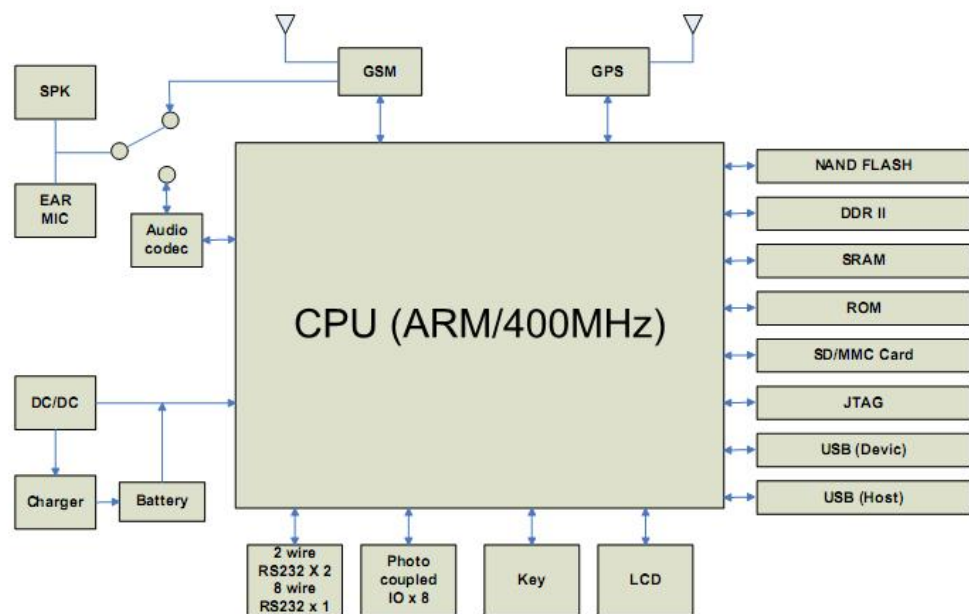 GSM
GPS
SPK
EAR
MIC
Audio
codec
NAND FLASH
DDR II
SRAM
ROM
CPU (ARM/400MHz)
SD/MMC Card
DC/DC
JTAG
USB (Devic)
Charger
Battery
USB (Host)
2 wire
RS232 X 2
8 wire
RS232 x 1
Photo
coupled
IO x 8
Key
LCD